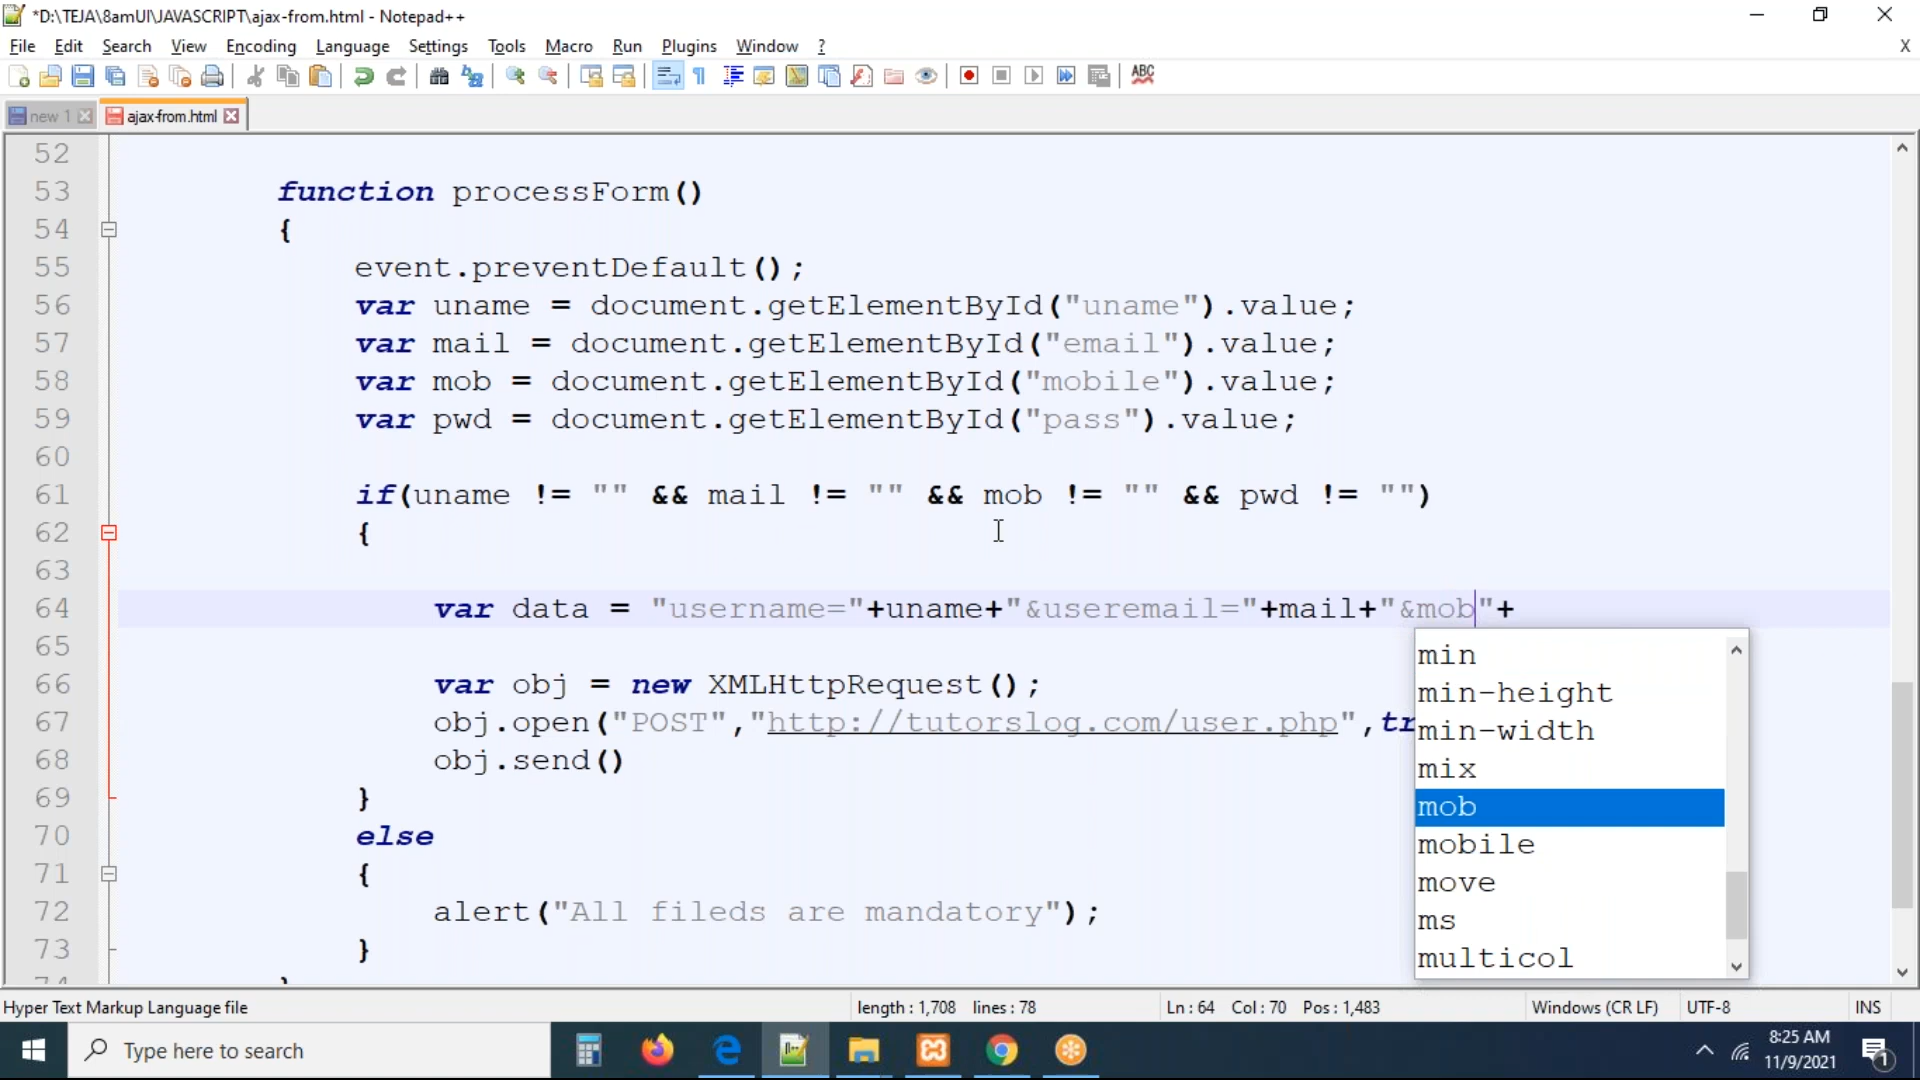 *D:\TEJA\8amUI\JAVASCRIPT\ajax-from.html - Notepad++
File Edit Search View Encoding Language Settings Tools Macro Run Plugins Window ? X
ABC
new 1 ajax-from.html
52
53 function processForm()
54 {
55 event.preventDefault();
56 var uname = document.getElementById("uname").value;
57 var mail = document.getElementById("email").value;
58 var mob = document.getElementById("mobile").value;
59 var pwd = document.getElementById("pass").value;
60
61 if(uname != "" && mail != "" && mob != "" && pwd != "")
62 {
63
64 var data = "username="+uname+"&useremail="+mail+"&mob"+
65
66 var obj = new XMLHttpRequest();
67 obj.open("POST","http://tutorslog.com/user.php",tr
68 obj.send()
69 }
70 else
71 {
72 alert("All fileds are mandatory");
73 }
74
min
min-height
min-width
mix
mob
mobile
move
ms
multicol
Hyper Text Markup Language file length : 1,708 lines : 78 Ln : 64 Col : 70 Pos : 1,483 Windows (CR LF) UTF-8 INS
Type here to search
8:25 AM
11/9/2021
1